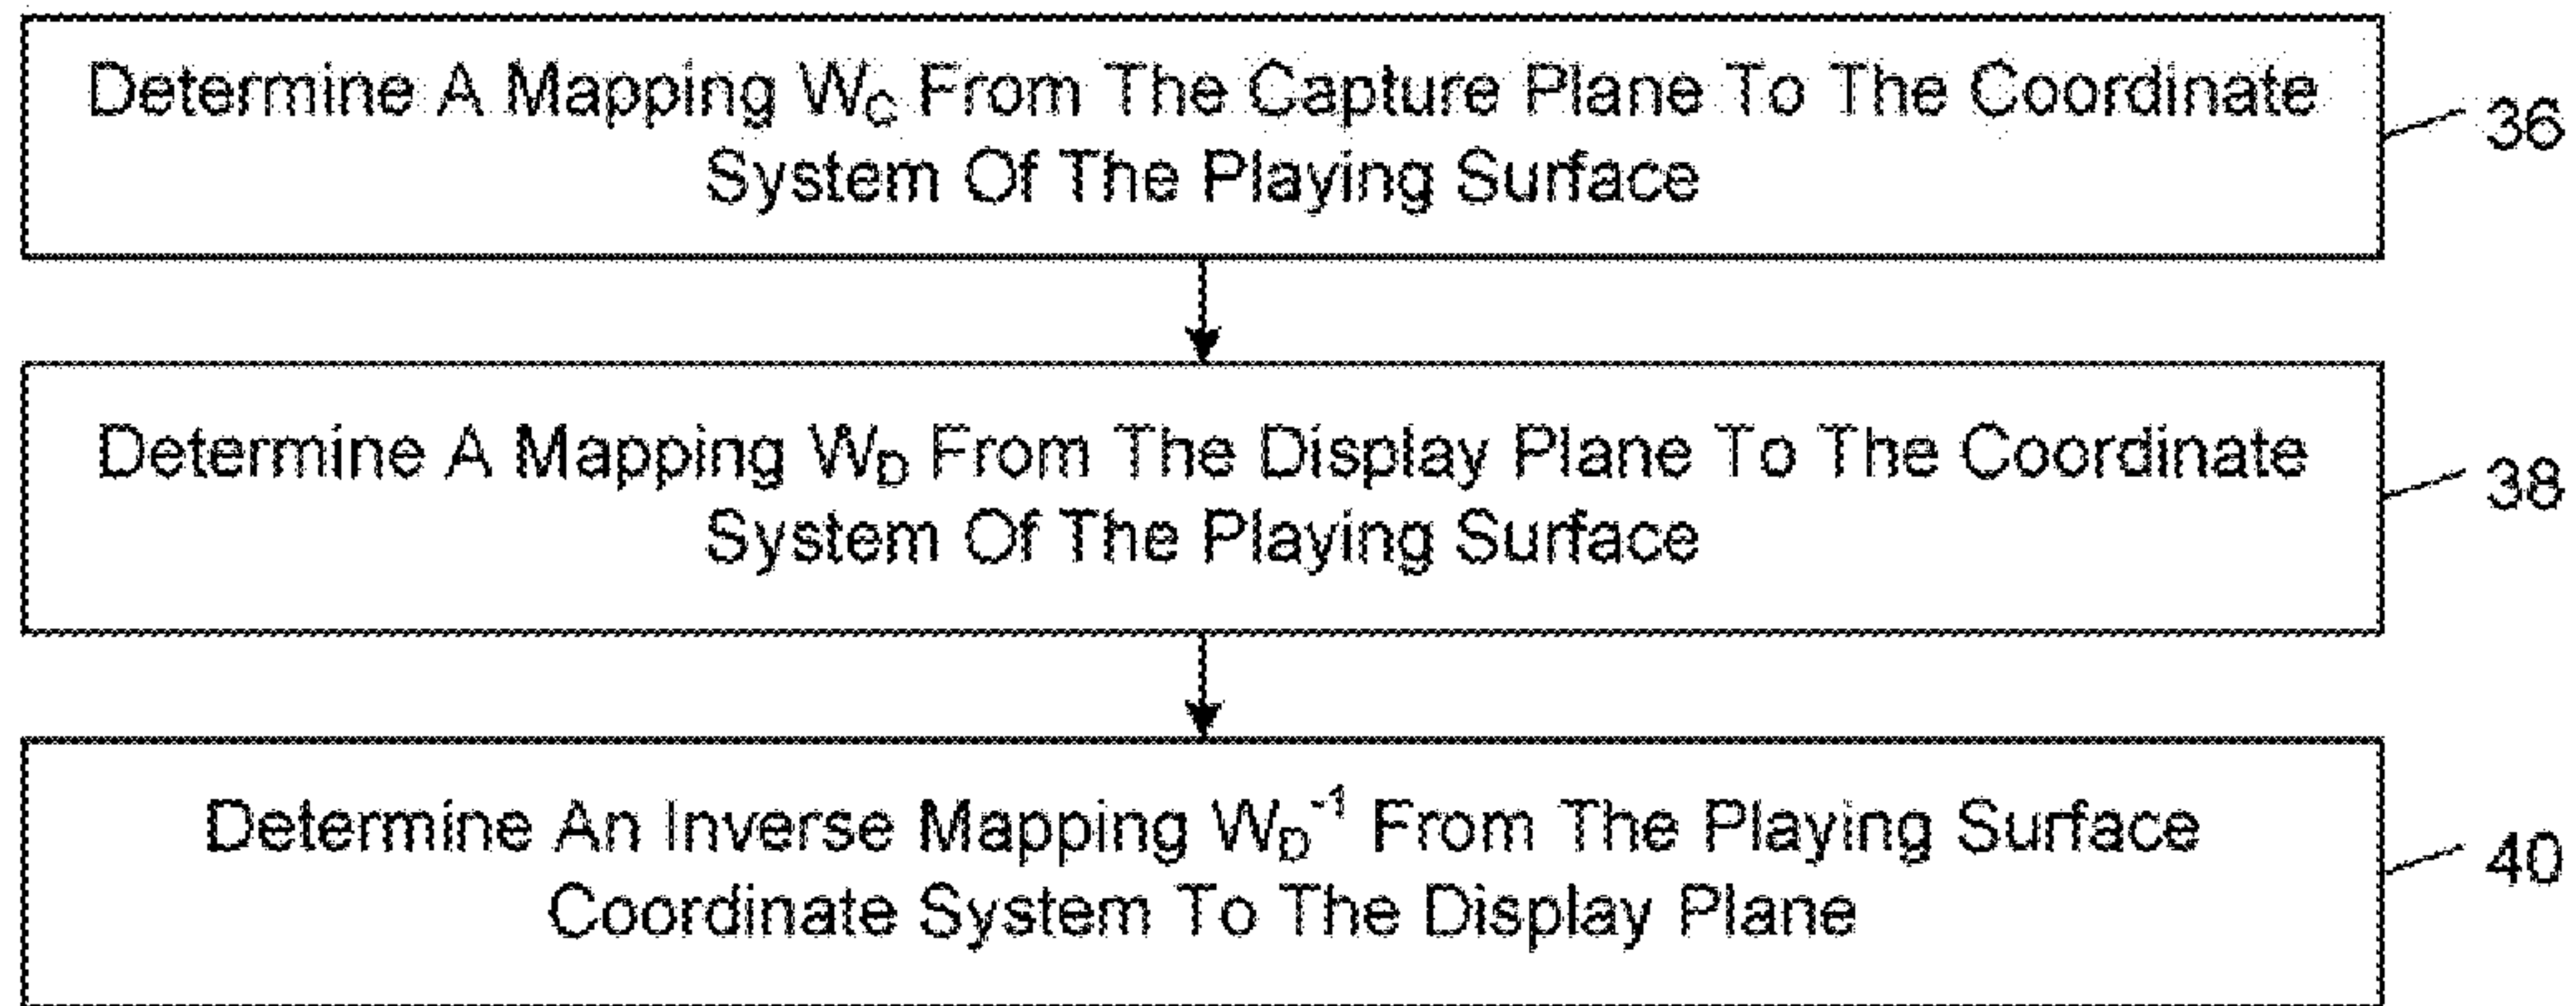 Determine A Mapping W_C From The Capture Plane To The Coordinate
System Of The Playing Surface
36
Determine A Mapping W_D From The Display Plane To The Coordinate
System Of The Playing Surface
38
Determine An Inverse Mapping W_D^-1 From The Playing Surface
Coordinate System To The Display Plane
40